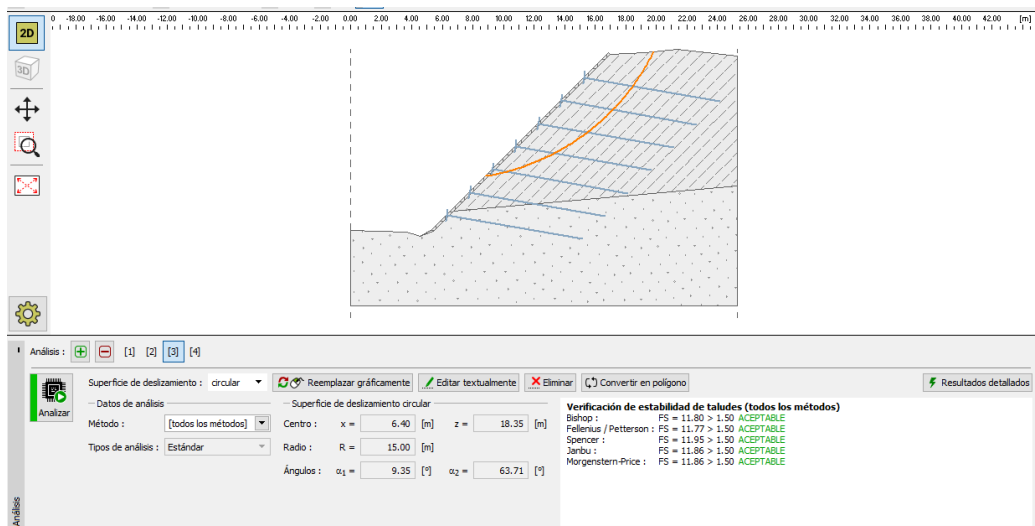 0 -18.00 -16.00 -14.00 -12.00 -10.00 -8.00 -6.00 -4.00 -2.00 0.00 2.00 4.00 6.00 8.00 10.00 12.00 14.00 16.00 18.00 20.00 22.00 24.00 26.00 28.00 30.00 32.00 34.00 36.00 38.00 40.00 42.00 [m]
2D
3D
Análisis : [1] [2] [3] [4]
Analizar
Superficie de deslizamiento : circular Reemplazar gráficamente Editar textualmente Eliminar Convertir en polígono Resultados detallados
Datos de análisis
Método : [todos los métodos]
Tipos de análisis : Estándar
Superficie de deslizamiento circular
Centro : x = 6.40 [m] z = 18.35 [m]
Radio : R = 15.00 [m]
Ángulos : α1 = 9.35 [°] α2 = 63.71 [°]
Verificación de estabilidad de taludes (todos los métodos)
Bishop : FS = 11.80 > 1.50 ACEPTABLE
Fellenius / Petterson : FS = 11.77 > 1.50 ACEPTABLE
Spencer : FS = 11.95 > 1.50 ACEPTABLE
Janbu : FS = 11.86 > 1.50 ACEPTABLE
Morgenstern-Price : FS = 11.86 > 1.50 ACEPTABLE
Análisis